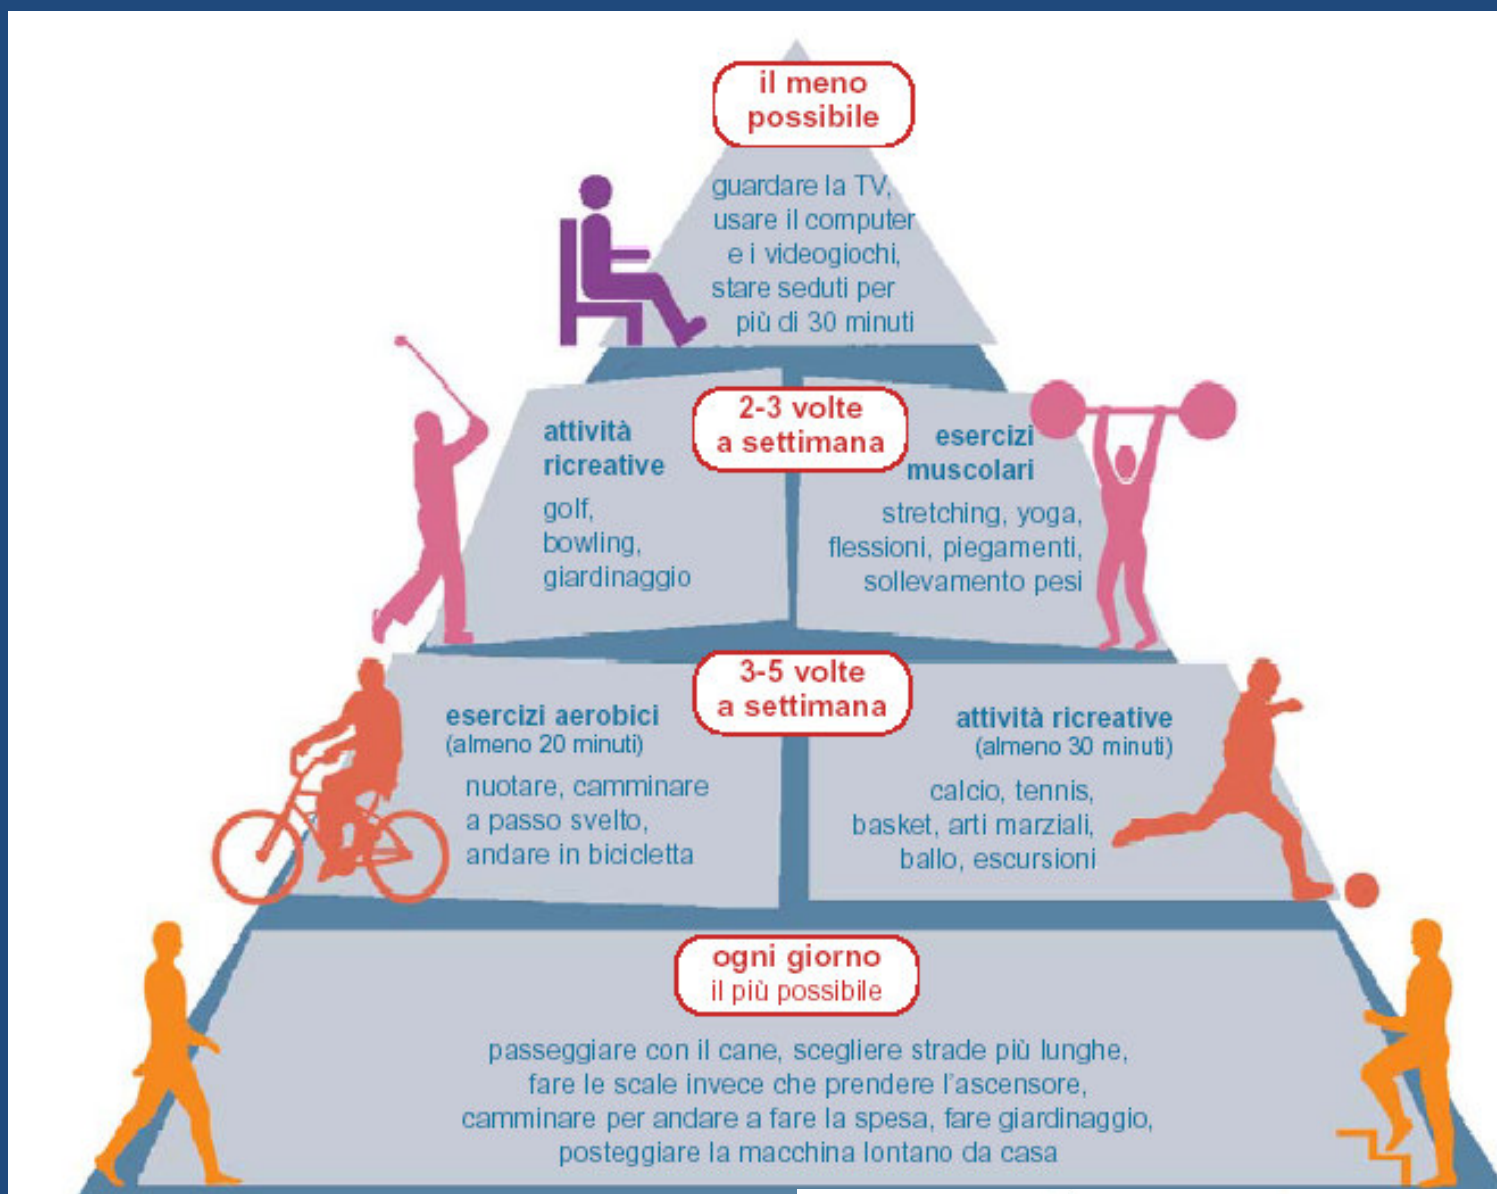 il meno
possibile
guardare la TV,
usare il computer
e i videogiochi,
stare seduti per
più di 30 minuti
2-3 volte
a settimana
attività
ricreative
golf,
bowling,
giardinaggio
esercizi
muscolari
stretching, yoga,
flessioni, piegamenti,
sollevamento pesi
3-5 volte
a settimana
esercizi aerobici
(almeno 20 minuti)
nuotare, camminare
a passo svelto,
andare in bicicletta
attività ricreative
(almeno 30 minuti)
calcio, tennis,
basket, arti marziali,
ballo, escursioni
ogni giorno
il più possibile
passeggiare con il cane, scegliere strade più lunghe,
fare le scale invece che prendere l'ascensore,
camminare per andare a fare la spesa, fare giardinaggio,
posteggiare la macchina lontano da casa